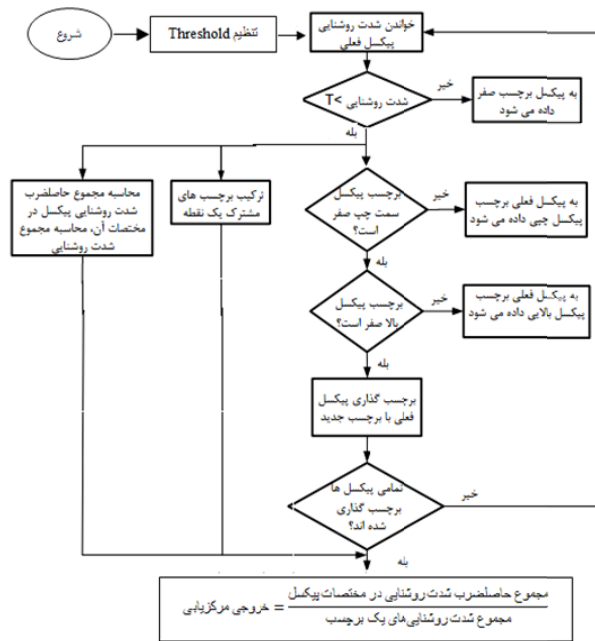 شروع
تنظیم Threshold
خواندن شدت روشنایی
پیکسل فعلی
شدت روشنایی >T
خیر
به پیکسل برچسب صفر
داده می شود
بله
محاسبه مجموع حاصلضرب
شدت روشنایی پیکسل در
مختصات آن، محاسبه مجموع
شدت روشنایی
ترکیب برچسب های
مشترک یک نقطه
برچسب پیکسل
سمت چپ صفر
است؟
خیر
به پیکسل فعلی برچسب
پیکسل چپی داده می شود
بله
برچسب پیکسل
بالا صفر است؟
خیر
به پیکسل فعلی برچسب
پیکسل بالایی داده می شود
بله
برچسب گذاری پیکسل
فعلی با برچسب جدید
تمامی پیکسل ها
برچسب گذاری
شده اند؟
خیر
بله
مجموع حاصلضرب شدت روشنایی در مختصات پیکسل
خروجی مرکزیابی =
مجموع شدت روشنایی‌های یک برچسب